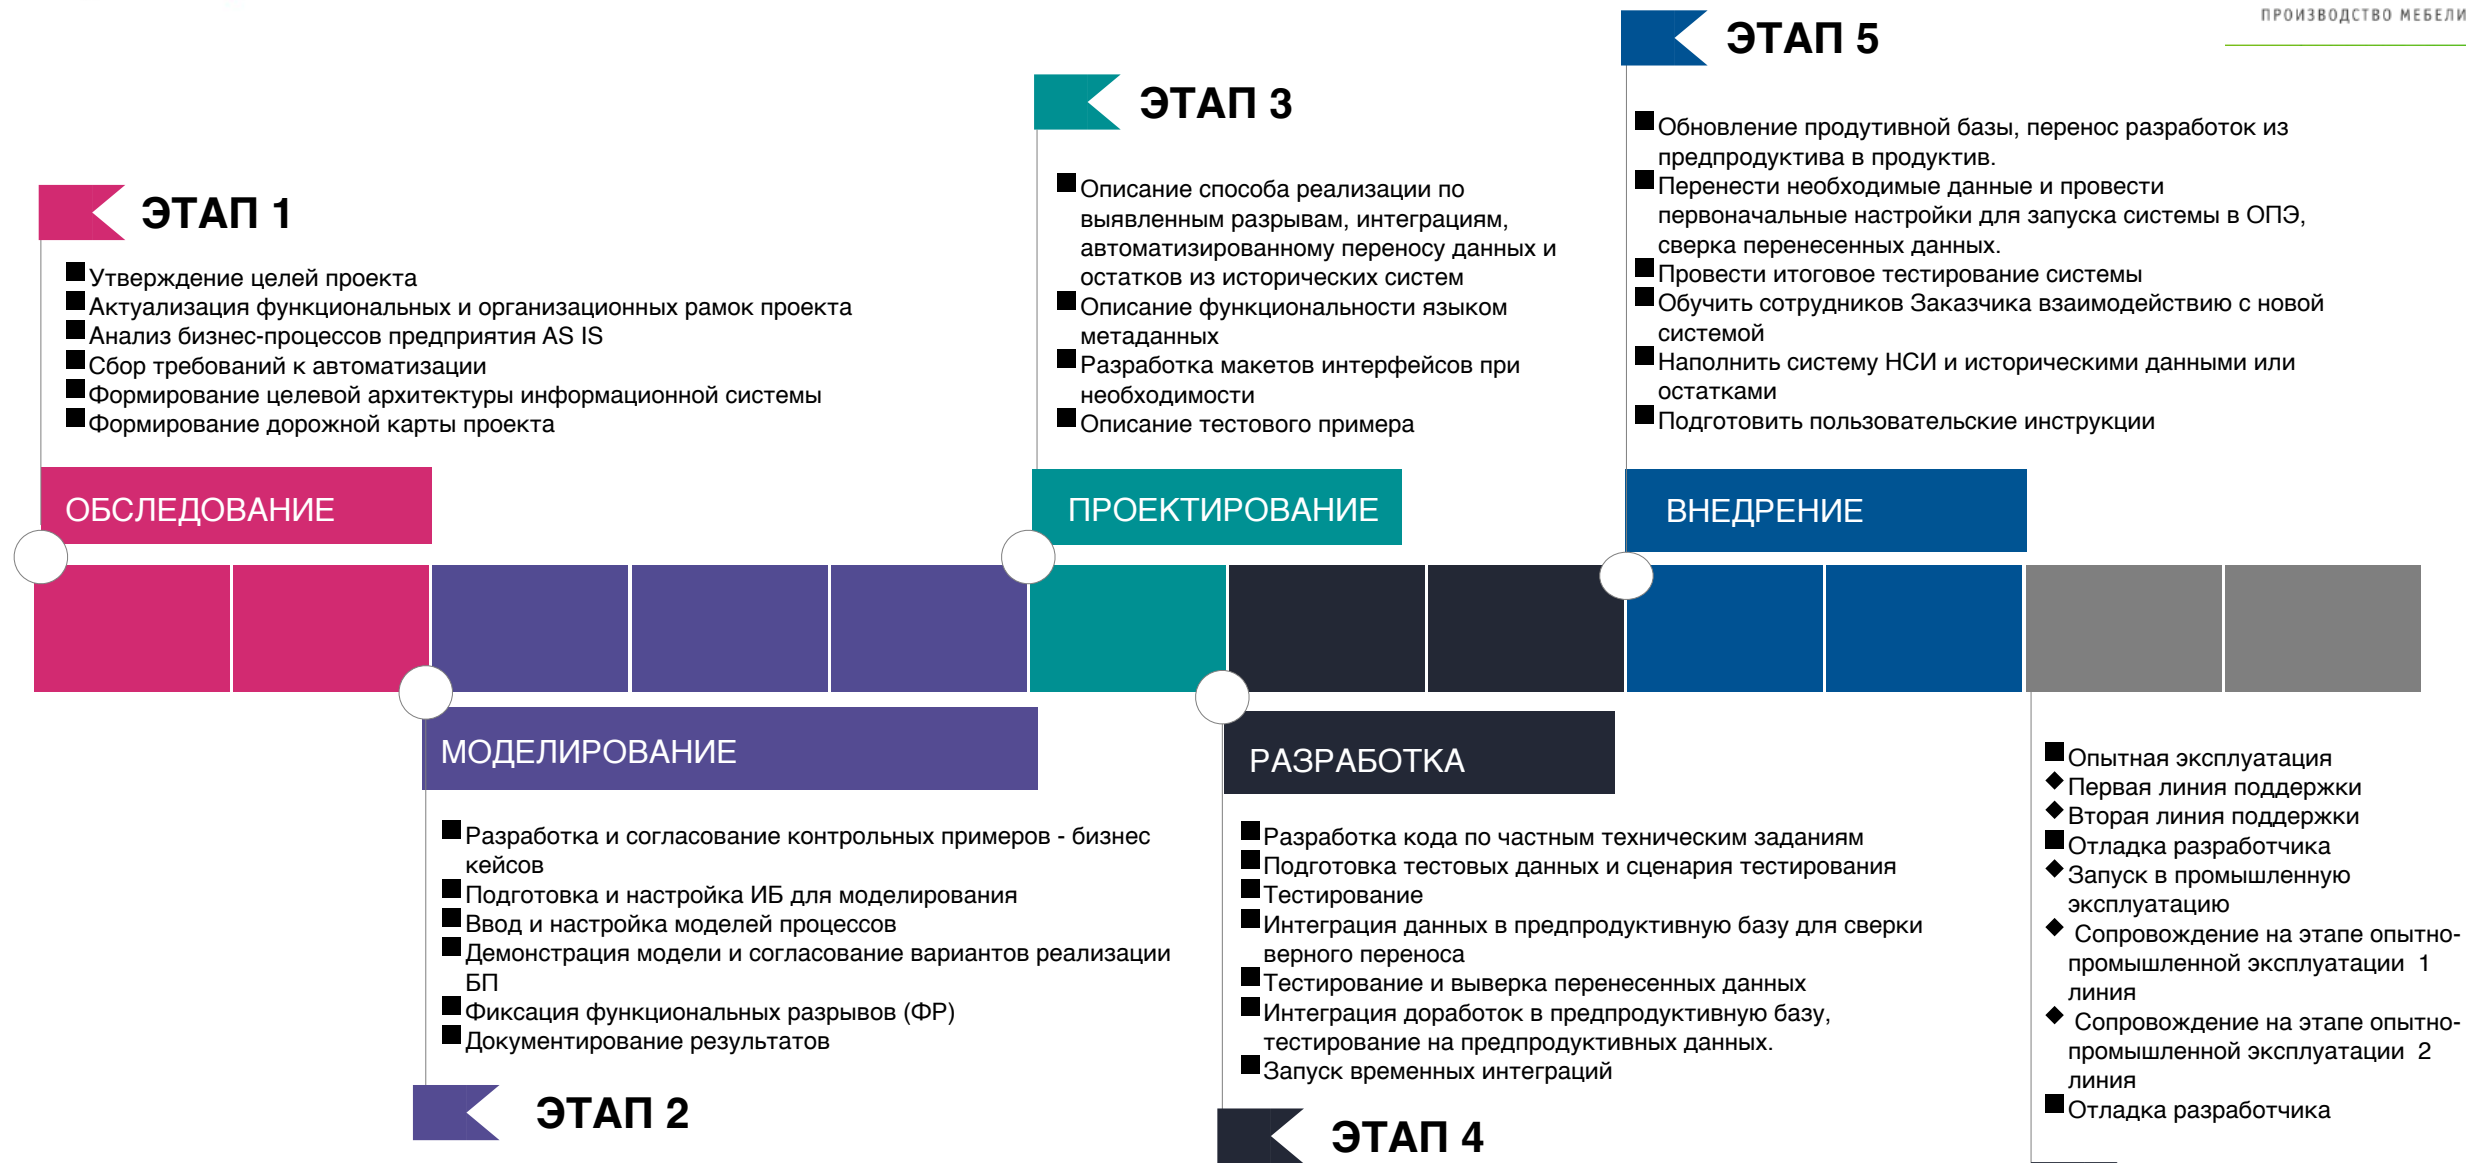 ПРОИЗВОДСТВО МЕБЕЛИ
ЭТАП 1
Утверждение целей проекта
Актуализация функциональных и организационных рамок проекта
Анализ бизнес-процессов предприятия AS IS
Сбор требований к автоматизации
Формирование целевой архитектуры информационной системы
Формирование дорожной карты проекта
ОБСЛЕДОВАНИЕ
МОДЕЛИРОВАНИЕ
Разработка и согласование контрольных примеров - бизнес
кейсов
Подготовка и настройка ИБ для моделирования
Ввод и настройка моделей процессов
Демонстрация модели и согласование вариантов реализации
БП
Фиксация функциональных разрывов (ФР)
Документирование результатов
ЭТАП 2
ЭТАП 3
Описание способа реализации по
выявленным разрывам, интеграциям,
автоматизированному переносу данных и
остатков из исторических систем
Описание функциональности языком
метаданных
Разработка макетов интерфейсов при
необходимости
Описание тестового примера
ПРОЕКТИРОВАНИЕ
РАЗРАБОТКА
Разработка кода по частным техническим заданиям
Подготовка тестовых данных и сценария тестирования
Тестирование
Интеграция данных в предпродуктивную базу для сверки
верного переноса
Тестирование и выверка перенесенных данных
Интеграция доработок в предпродуктивную базу,
тестирование на предпродуктивных данных.
Запуск временных интеграций
ЭТАП 4
ЭТАП 5
Обновление продутивной базы, перенос разработок из
предпродуктива в продуктив.
Перенести необходимые данные и провести
первоначальные настройки для запуска системы в ОПЭ,
сверка перенесенных данных.
Провести итоговое тестирование системы
Обучить сотрудников Заказчика взаимодействию с новой
системой
Наполнить систему НСИ и историческими данными или
остатками
Подготовить пользовательские инструкции
ВНЕДРЕНИЕ
Опытная эксплуатация
Первая линия поддержки
Вторая линия поддержки
Отладка разработчика
Запуск в промышленную
эксплуатацию
Сопровождение на этапе опытно-
промышленной эксплуатации 1
линия
Сопровождение на этапе опытно-
промышленной эксплуатации 2
линия
Отладка разработчика